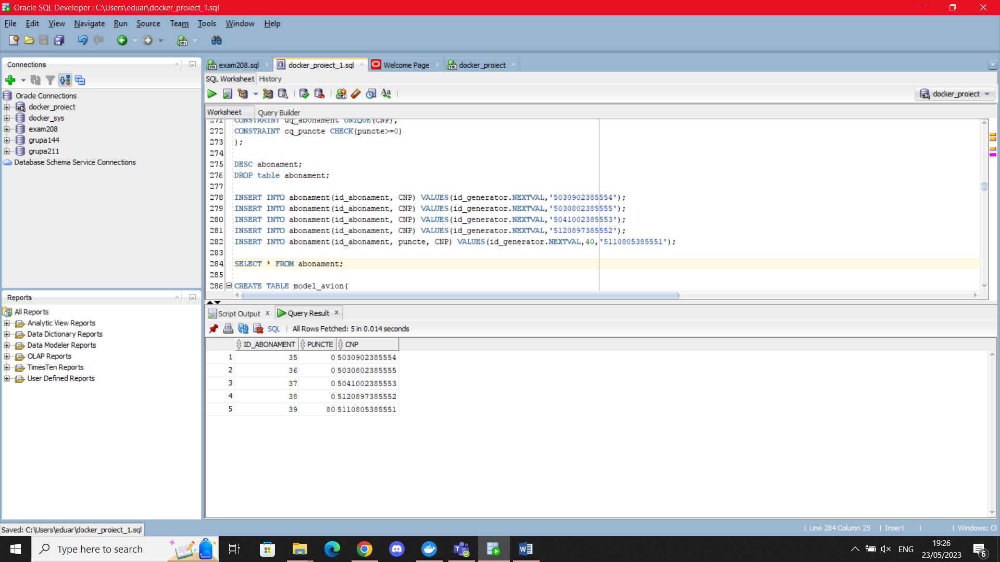 Oracle SQL Developer : C:\Users\eduar\docker_proiect_1.sql
File Edit View Navigate Run Source Team Tools Window Help
Connections
Oracle Connections
docker_proiect
docker_sys
exam208
grupa144
grupa211
Database Schema Service Connections
Reports
All Reports
Analytic View Reports
Data Dictionary Reports
Data Modeler Reports
OLAP Reports
TimesTen Reports
User Defined Reports
exam208.sql docker_proiect_1.sql Welcome Page docker_proiect
SQL Worksheet History
docker_proiect
Worksheet Query Builder
271 CONSTRAINT uq_abonament UNIQUE(CNP),
272 CONSTRAINT cq_puncte CHECK(puncte>=0)
273 );
274
275 DESC abonament;
276 DROP table abonament;
277
278 INSERT INTO abonament(id_abonament, CNP) VALUES(id_generator.NEXTVAL,'5030902385554');
279 INSERT INTO abonament(id_abonament, CNP) VALUES(id_generator.NEXTVAL,'5030802385555');
280 INSERT INTO abonament(id_abonament, CNP) VALUES(id_generator.NEXTVAL,'5041002385553');
281 INSERT INTO abonament(id_abonament, CNP) VALUES(id_generator.NEXTVAL,'5120897385552');
282 INSERT INTO abonament(id_abonament, puncte, CNP) VALUES(id_generator.NEXTVAL,40,'5110805385551');
283
284 SELECT * FROM abonament;
285
286 CREATE TABLE model_avion(
Script Output Query Result
SQL All Rows Fetched: 5 in 0.014 seconds
ID_ABONAMENT PUNCTE CNP
1 35 0 5030902385554
2 36 0 5030802385555
3 37 0 5041002385553
4 38 0 5120897385552
5 39 80 5110805385551
Saved: C:\Users\eduar\docker_proiect_1.sql
Line 284 Column 25 Insert Windows: CF
Type here to search
ENG
19:26
23/05/2023
6